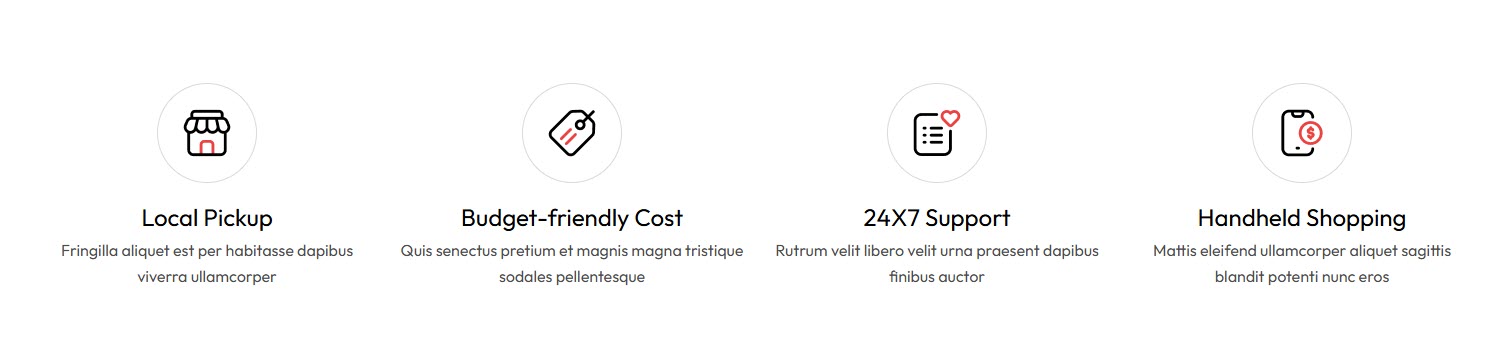 Local Pickup
Fringilla aliquet est per habitasse dapibus
viverra ullamcorper
Budget-friendly Cost
Quis senectus pretium et magnis magna tristique
sodales pellentesque
24X7 Support
Rutrum velit libero velit urna praesent dapibus
finibus auctor
$
Handheld Shopping
Mattis eleifend ullamcorper aliquet sagittis
blandit potenti nunc eros